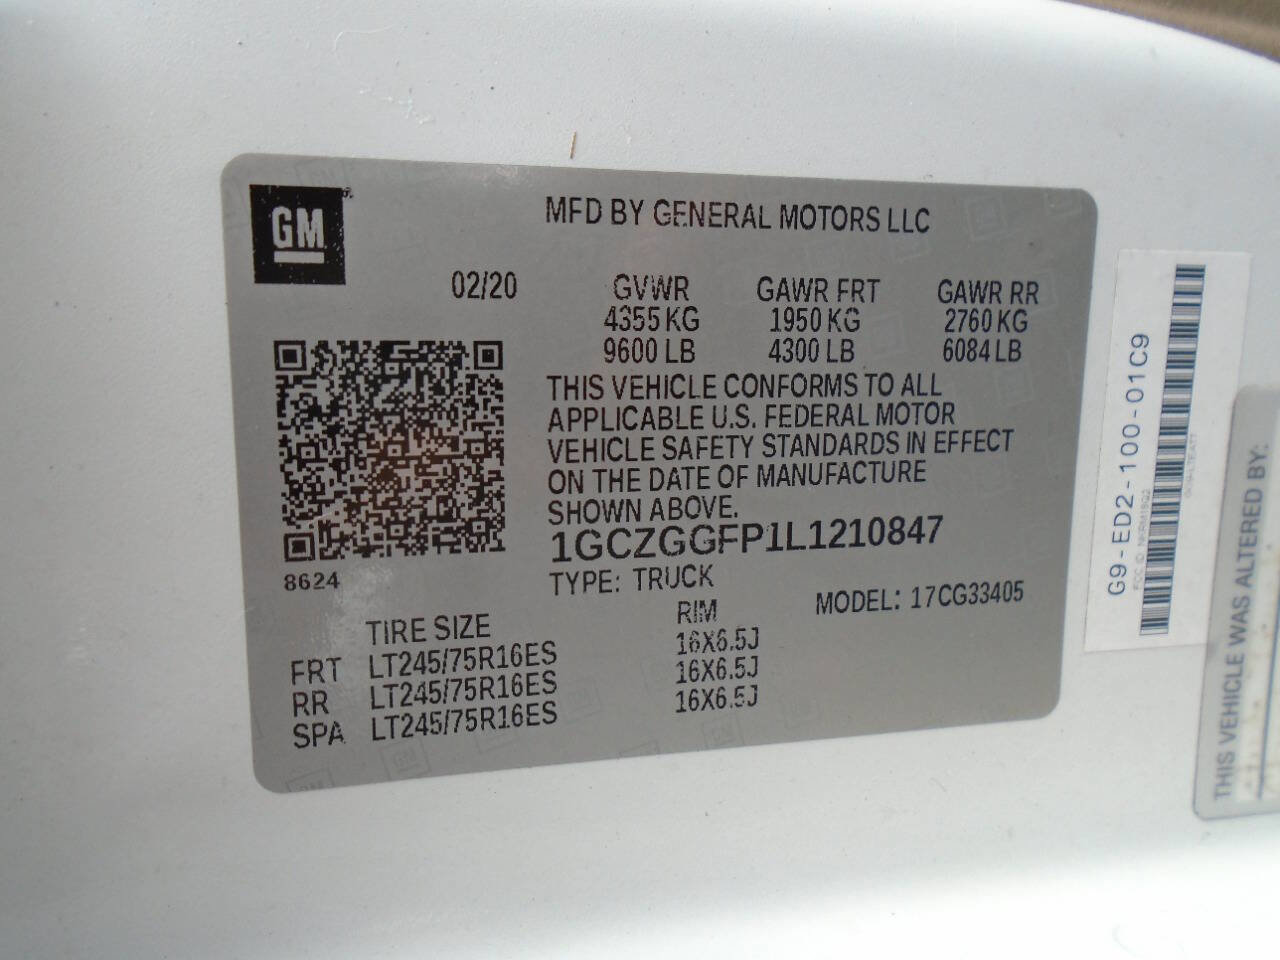 GM
MFD BY GENERAL MOTORS LLC
02/20
GVWR GAWR FRT GAWR RR
4355 KG 1950 KG 2760 KG
9600 LB 4300 LB 6084 LB
THIS VEHICLE CONFORMS TO ALL
APPLICABLE U.S. FEDERAL MOTOR
VEHICLE SAFETY STANDARDS IN EFFECT
ON THE DATE OF MANUFACTURE
SHOWN ABOVE.
1GCZGGFP1L1210847
8624
TYPE: TRUCK
MODEL: 17CG33405
TIRE SIZE RIM
FRT LT245/75R16ES 16X6.5J
RR LT245/75R16ES 16X6.5J
SPA LT245/75R16ES 16X6.5J
G9-ED2-100-01C9
FCC ID:
THIS VEHICLE WAS ALTERED BY: